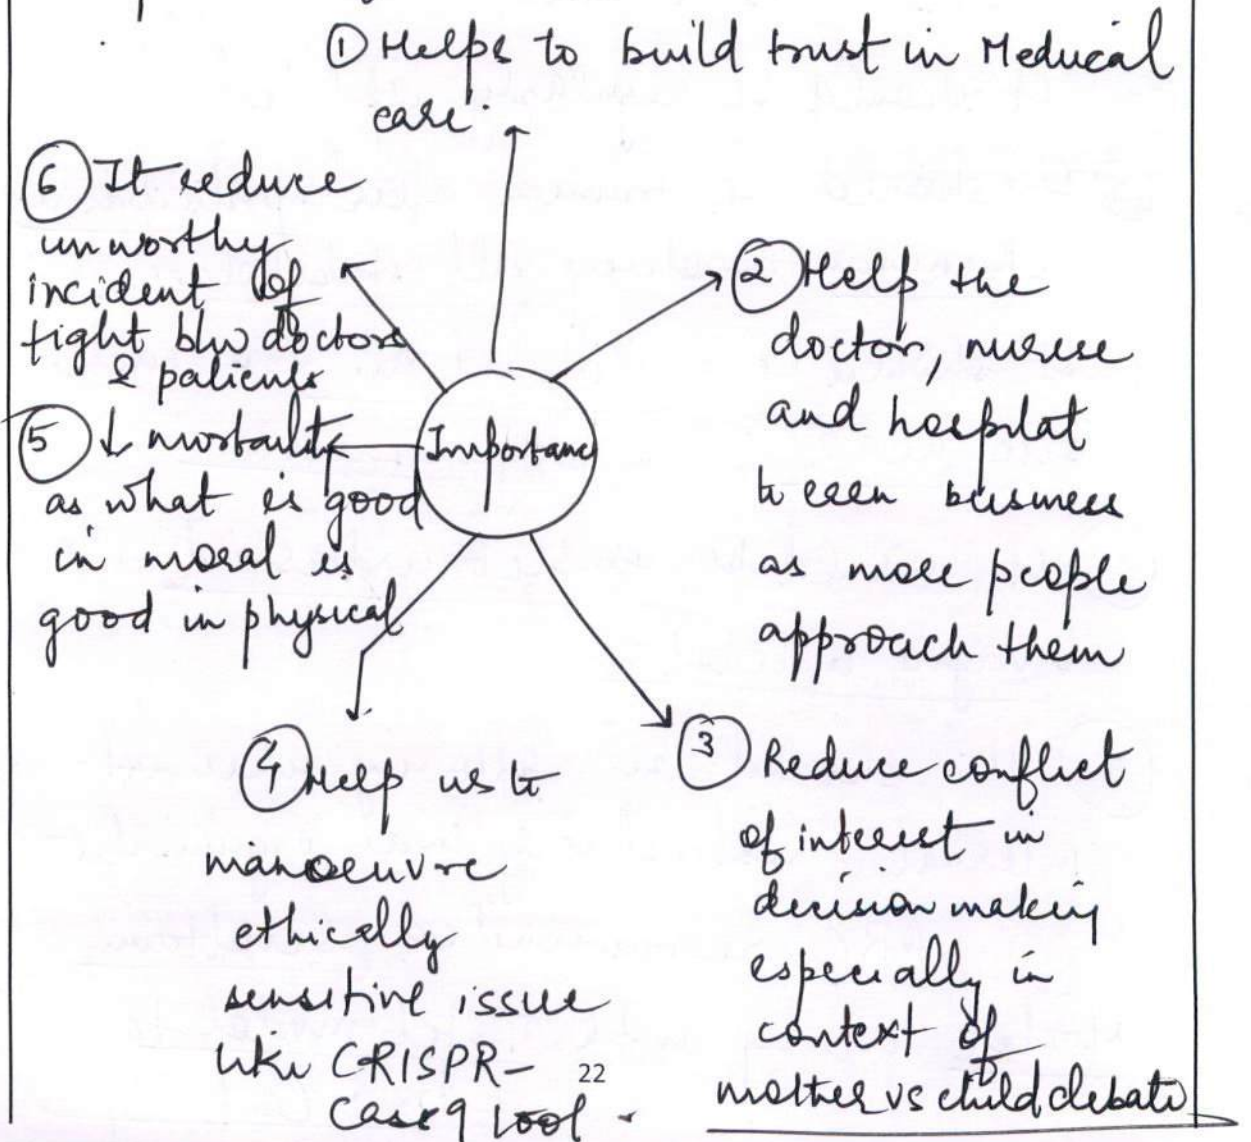 ① Helps to build trust in Meducal
care.
⑥ It reduce
unworthy
incident of
fight b/w doctors
& patients
② Help the
doctor, nurese
and hospital
to earn business
as more people
approach them
Importance
⑤ ↓ mortality
as what is good
in moral is
good in physical
④ Help us to
manoeuvre
ethically
sensitive issue
like CRISPR-
Cas9 tool.
③ Reduce conflict
of interest in
decision making
especially in
context of
mother vs child debate
22